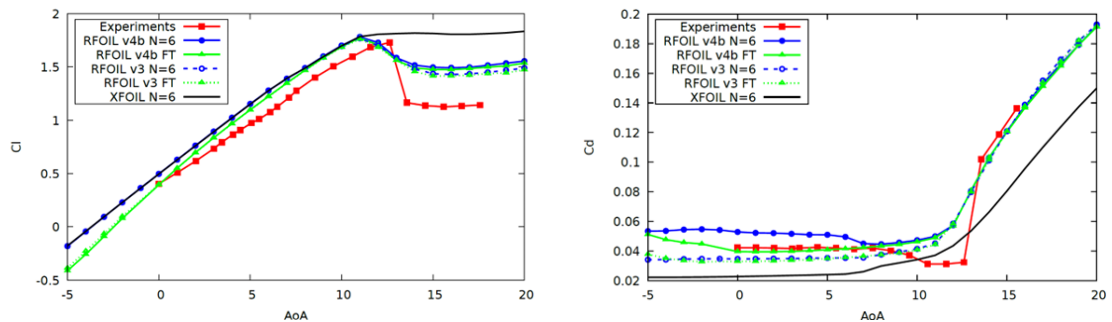 2
1.5
1
0.5
0
-0.5
-5
0
5
10
15
20
Cl
AoA
Experiments
RFOIL v4b N=6
RFOIL v4b FT
RFOIL v3 N=6
RFOIL v3 FT
XFOIL N=6
0.2
0.18
0.16
0.14
0.12
0.1
0.08
0.06
0.04
0.02
-5
0
5
10
15
20
Cd
AoA
Experiments
RFOIL v4b N=6
RFOIL v4b FT
RFOIL v3 N=6
RFOIL v3 FT
XFOIL N=6